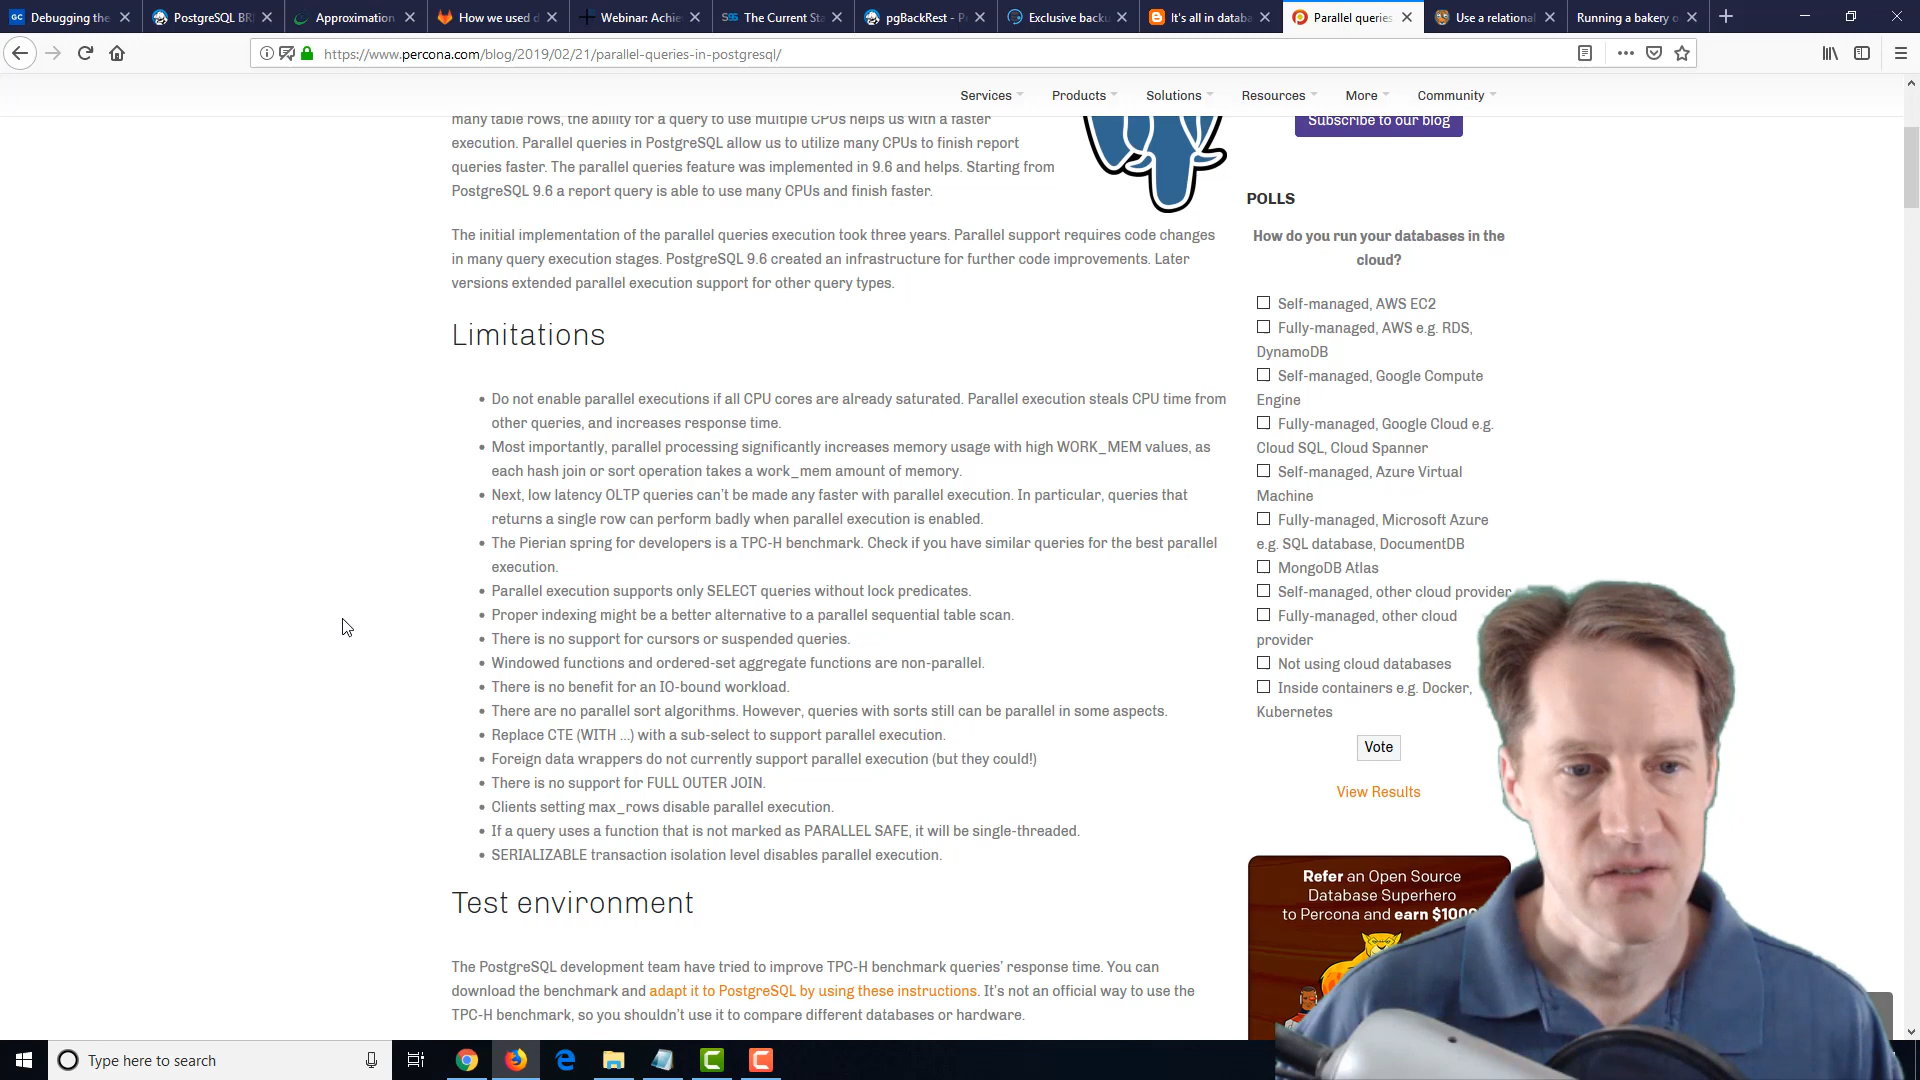 Debugging the
PostgreSQL BRI
Approximation
How we used d
Webinar: Achie
The Current Sta
pgBackRest - P
Exclusive backu
It's all in databa
Parallel queries
Use a relational
Running a bakery o
https://www.percona.com/blog/2019/02/21/parallel-queries-in-postgresql/
Services
Products
Solutions
Resources
More
Community
many table rows, the ability for a query to use multiple CPUs helps us with a faster
execution. Parallel queries in PostgreSQL allow us to utilize many CPUs to finish report
queries faster. The parallel queries feature was implemented in 9.6 and helps. Starting from
PostgreSQL 9.6 a report query is able to use many CPUs and finish faster.
The initial implementation of the parallel queries execution took three years. Parallel support requires code changes
in many query execution stages. PostgreSQL 9.6 created an infrastructure for further code improvements. Later
versions extended parallel execution support for other query types.
Limitations
• Do not enable parallel executions if all CPU cores are already saturated. Parallel execution steals CPU time from
other queries, and increases response time.
• Most importantly, parallel processing significantly increases memory usage with high WORK_MEM values, as
each hash join or sort operation takes a work_mem amount of memory.
• Next, low latency OLTP queries can't be made any faster with parallel execution. In particular, queries that
returns a single row can perform badly when parallel execution is enabled.
• The Pierian spring for developers is a TPC-H benchmark. Check if you have similar queries for the best parallel
execution.
• Parallel execution supports only SELECT queries without lock predicates.
• Proper indexing might be a better alternative to a parallel sequential table scan.
• There is no support for cursors or suspended queries.
• Windowed functions and ordered-set aggregate functions are non-parallel.
• There is no benefit for an IO-bound workload.
• There are no parallel sort algorithms. However, queries with sorts still can be parallel in some aspects.
• Replace CTE (WITH ...) with a sub-select to support parallel execution.
• Foreign data wrappers do not currently support parallel execution (but they could!)
• There is no support for FULL OUTER JOIN.
• Clients setting max_rows disable parallel execution.
• If a query uses a function that is not marked as PARALLEL SAFE, it will be single-threaded.
• SERIALIZABLE transaction isolation level disables parallel execution.
Test environment
The PostgreSQL development team have tried to improve TPC-H benchmark queries' response time. You can
download the benchmark and adapt it to PostgreSQL by using these instructions. It's not an official way to use the
TPC-H benchmark, so you shouldn't use it to compare different databases or hardware.
Subscribe to our blog
POLLS
How do you run your databases in the
cloud?
Self-managed, AWS EC2
Fully-managed, AWS e.g. RDS,
DynamoDB
Self-managed, Google Compute
Engine
Fully-managed, Google Cloud e.g.
Cloud SQL, Cloud Spanner
Self-managed, Azure Virtual
Machine
Fully-managed, Microsoft Azure
e.g. SQL database, DocumentDB
MongoDB Atlas
Self-managed, other cloud provider
Fully-managed, other cloud
provider
Not using cloud databases
Inside containers e.g. Docker,
Kubernetes
Vote
View Results
Refer an Open Source
Database Superhero
to Percona and earn $1000
Type here to search